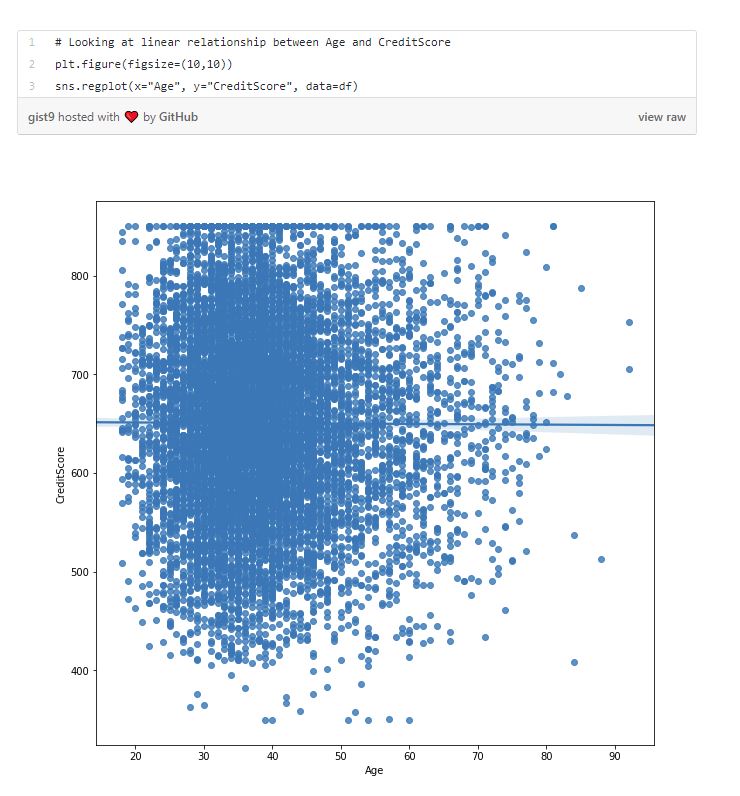 1 # Looking at linear relationship between Age and CreditScore
2 plt.figure(figsize=(10,10))
3 sns.regplot(x="Age", y="CreditScore", data=df)
gist9 hosted with ❤ by GitHub view raw
800
700
600
500
400
CreditScore
20 30 40 50 60 70 80 90
Age